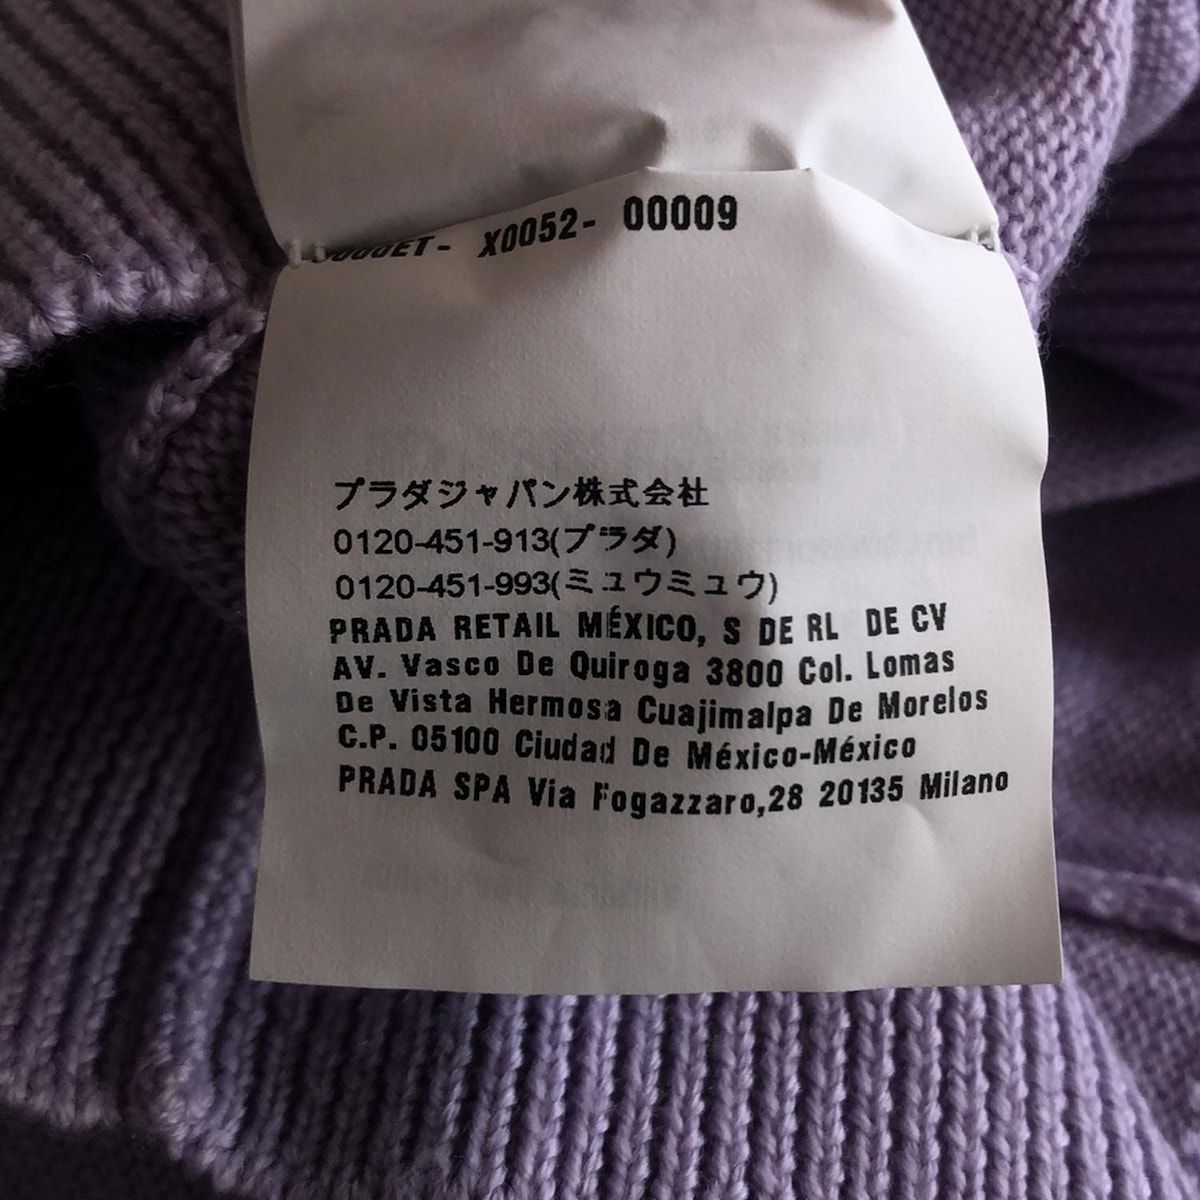 X0052- 00009
プラダジャパン株式会社
0120-451-913(プラダ)
0120-451-993(ミュウミュウ)
PRADA RETAIL MÉXICO, S DE RL DE CV
AV. Vasco De Quiroga 3800 Col. Lomas
De Vista Hermosa Cuajimalpa De Morelos
C.P. 05100 Ciudad De México-México
PRADA SPA Via Fogazzaro,28 20135 Milano